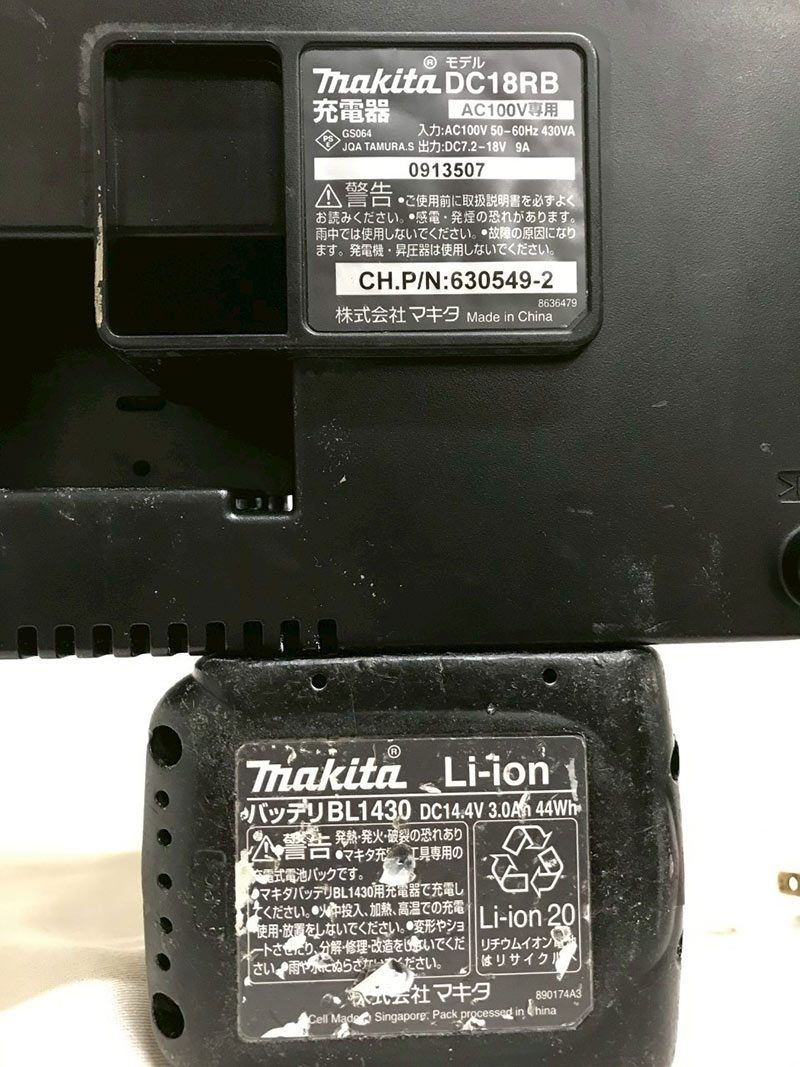 makita® モデル DC18RB
充電器 AC100V専用
PSE GS064 入力:AC100V 50-60Hz 430VA
JQA TAMURA.S 出力:DC7.2-18V 9A
0913507
警告 •ご使用前に取扱説明書を必ずよく
お読みください。•感電・発煙の恐れがあります。
雨中では使用しないでください。•故障の原因になり
ます。発電機・昇圧器は使用しないでください。
CH.P/N:630549-2
8636479
株式会社マキタ Made in China
makita® Li-ion
バッテリBL1430 DC14.4V 3.0Ah 44Wh
警告 発熱・発火・破裂の恐れあり
•マキタ充 工具専用の
充電式電池パックです。
•マキタバッテリBL1430用充電器で充電し
てください。•火中投入、加熱、高温での充電
使用・放置をしないでください。•変形やショ
ートさせたり、分解・修理・改造をしないでくだ
さい。•雨や水にぬらさないでください。
Li-ion 20
リチウムイオン
はリサイクル
株式会社マキタ
890174A3
Cell Made in Singapore. Pack processed in China